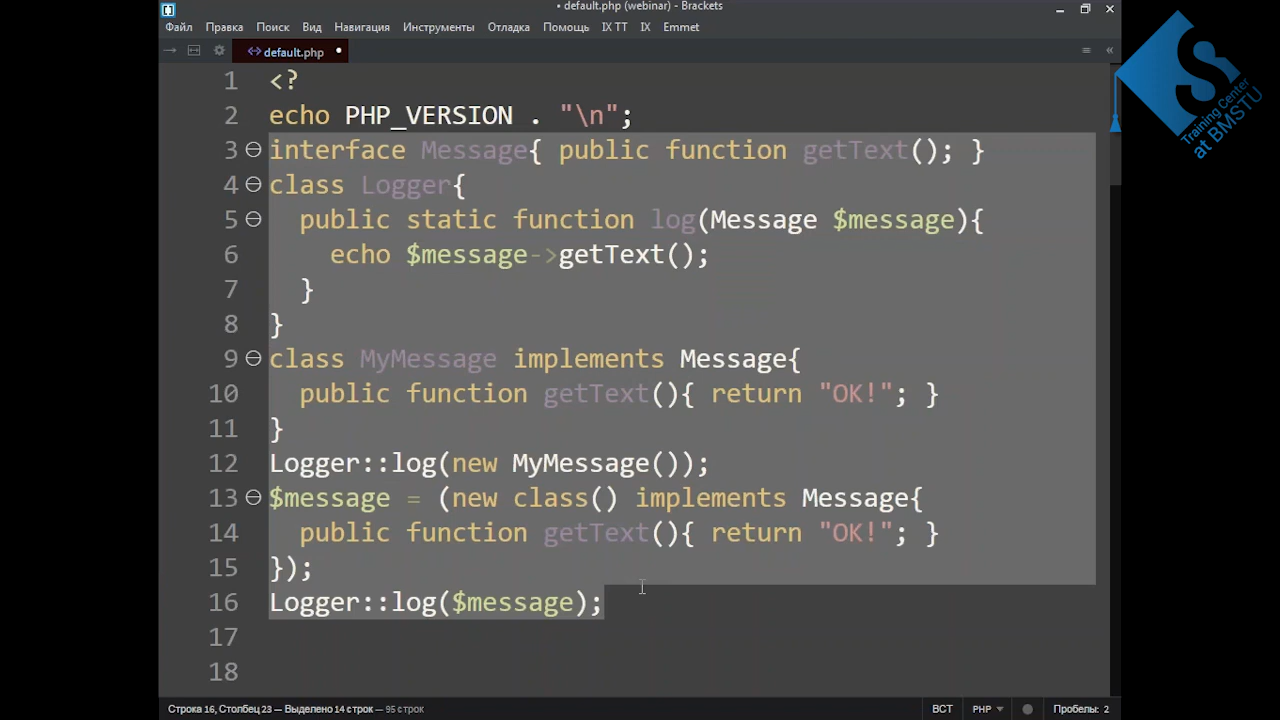 • default.php (webinar) - Brackets
Файл Правка Поиск Вид Навигация Инструменты Отладка Помощь IX TT IX Emmet
default.php •
1 <?
2 echo PHP_VERSION . "\n";
3 interface Message{ public function getText(); }
4 class Logger{
5   public static function log(Message $message){
6     echo $message->getText();
7   }
8 }
9 class MyMessage implements Message{
10   public function getText(){ return "OK!"; }
11 }
12 Logger::log(new MyMessage());
13 $message = (new class() implements Message{
14   public function getText(){ return "OK!"; }
15 });
16 Logger::log($message);
17
18
Строка 16, Столбец 23 — Выделено 14 строк — 95 строк ВСТ PHP Пробелы: 2
S
Training Center
at BMSTU